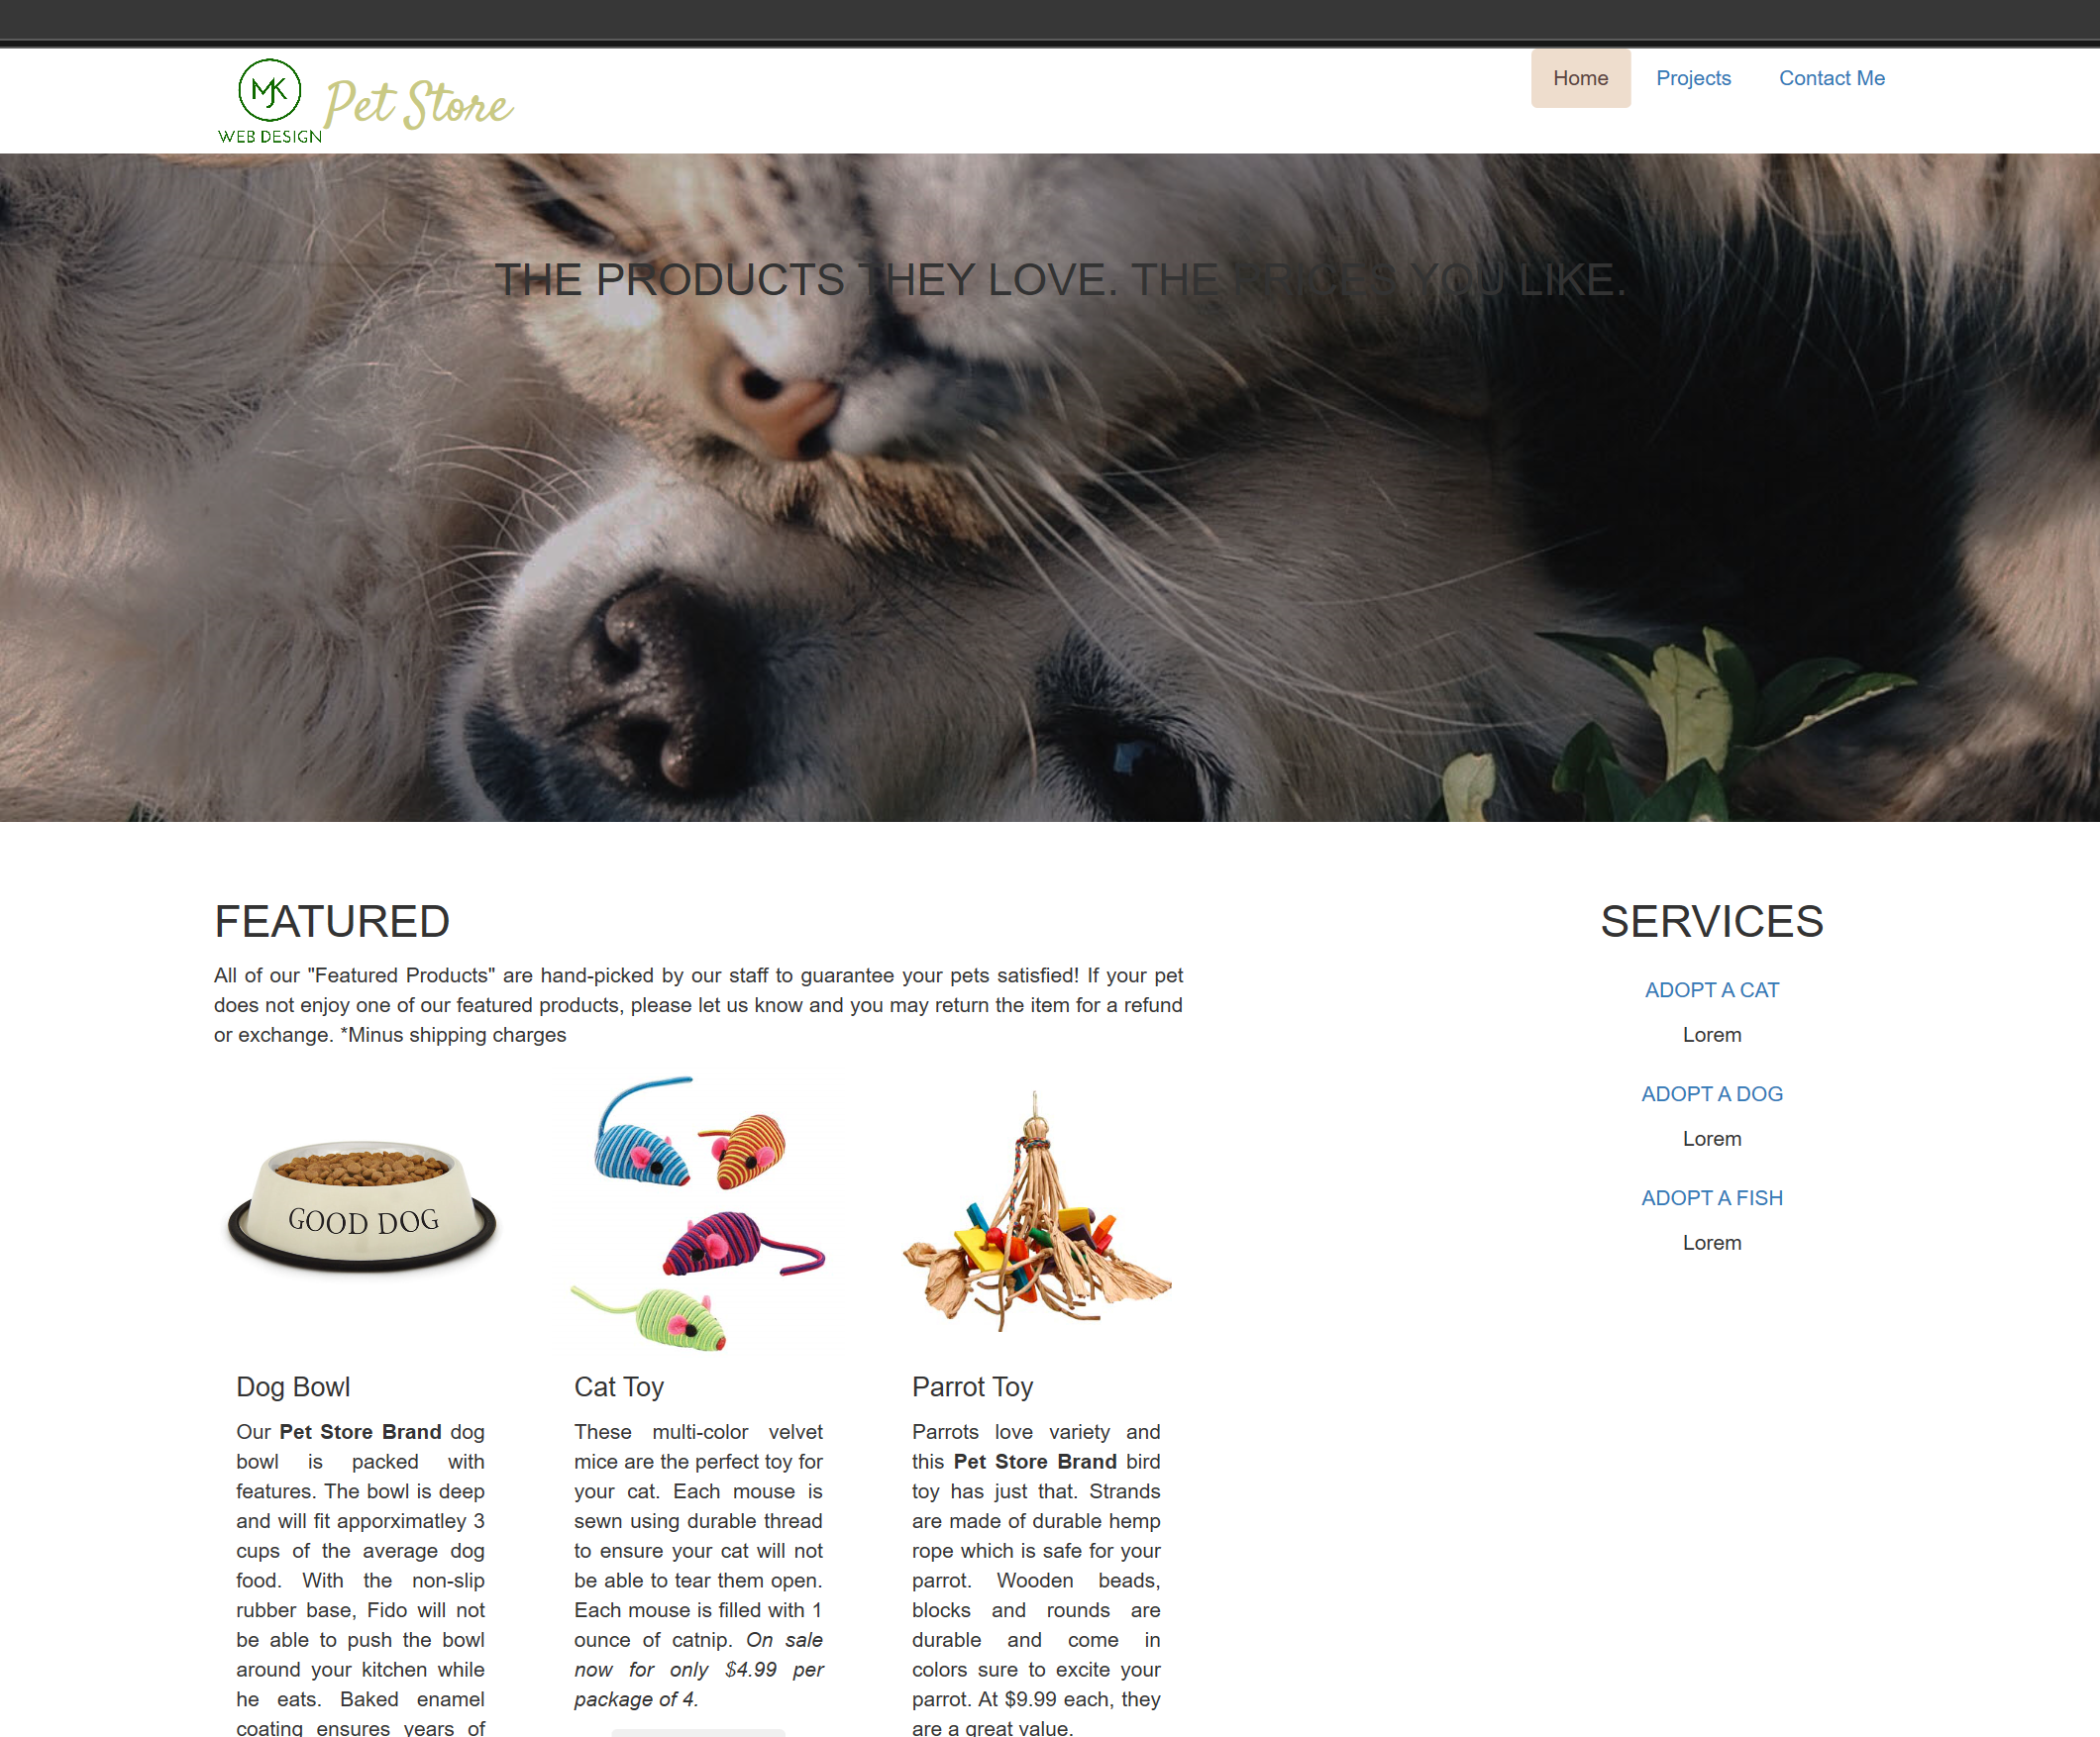 MJK
WEB DESIGN
Pet Store
Home
Projects
Contact Me
THE PRODUCTS THEY LOVE. THE PRICES YOU LIKE.
FEATURED
All of our "Featured Products" are hand-picked by our staff to guarantee your pets satisfied! If your pet
does not enjoy one of our featured products, please let us know and you may return the item for a refund
or exchange. *Minus shipping charges
GOOD DOG
Dog Bowl
Our Pet Store Brand dog
bowl is packed with
features. The bowl is deep
and will fit apporximatley 3
cups of the average dog
food. With the non-slip
rubber base, Fido will not
be able to push the bowl
around your kitchen while
he eats. Baked enamel
coating ensures years of
Cat Toy
These multi-color velvet
mice are the perfect toy for
your cat. Each mouse is
sewn using durable thread
to ensure your cat will not
be able to tear them open.
Each mouse is filled with 1
ounce of catnip. On sale
now for only $4.99 per
package of 4.
Parrot Toy
Parrots love variety and
this Pet Store Brand bird
toy has just that. Strands
are made of durable hemp
rope which is safe for your
parrot. Wooden beads,
blocks and rounds are
durable and come in
colors sure to excite your
parrot. At $9.99 each, they
are a great value.
SERVICES
ADOPT A CAT
Lorem
ADOPT A DOG
Lorem
ADOPT A FISH
Lorem